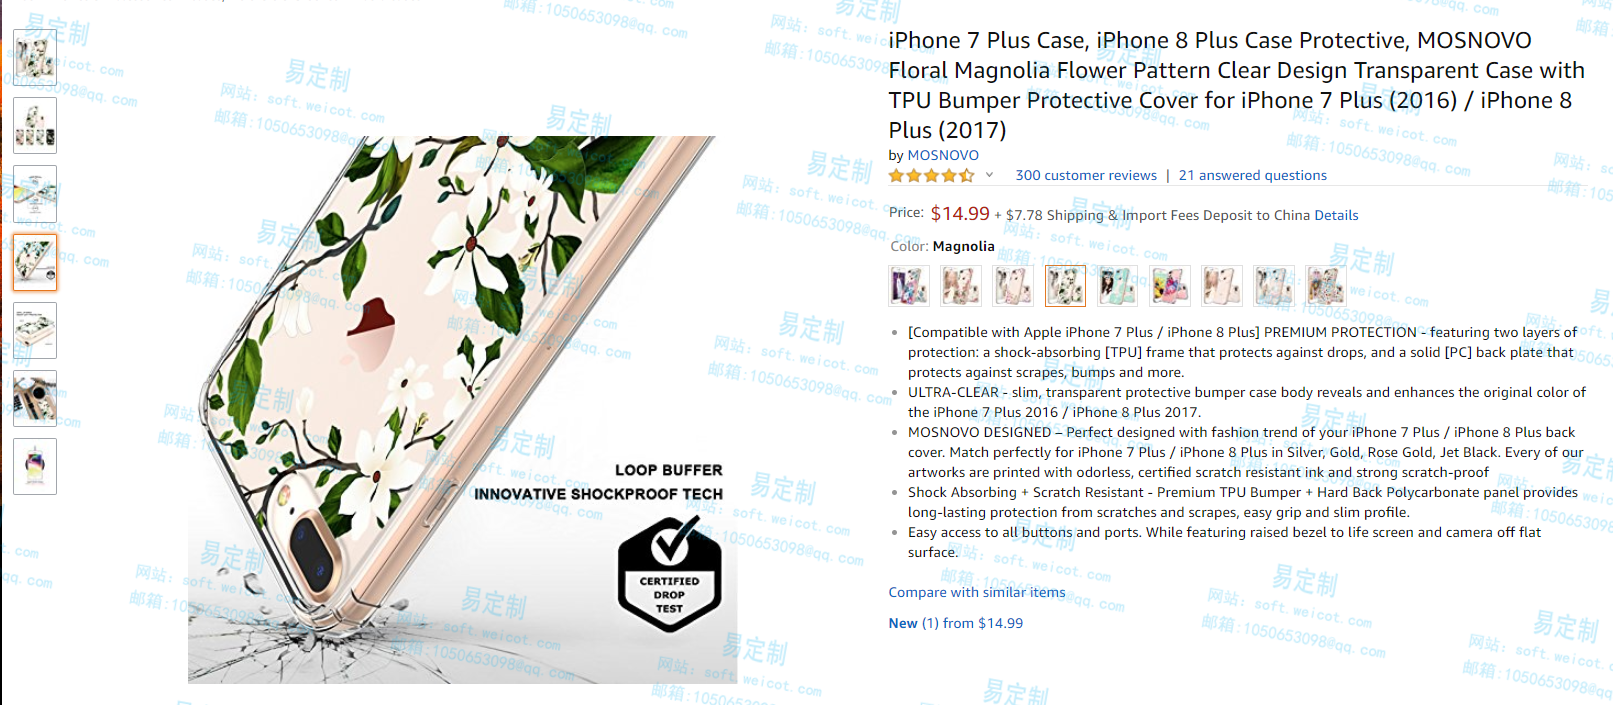 iPhone 7 Plus Case, iPhone 8 Plus Case Protective, MOSNOVO
Floral Magnolia Flower Pattern Clear Design Transparent Case with
TPU Bumper Protective Cover for iPhone 7 Plus (2016) / iPhone 8
Plus (2017)
by MOSNOVO
300 customer reviews | 21 answered questions
Price: $14.99 + $7.78 Shipping & Import Fees Deposit to China Details
Color: Magnolia
[Compatible with Apple iPhone 7 Plus / iPhone 8 Plus] PREMIUM PROTECTION - featuring two layers of
protection: a shock-absorbing [TPU] frame that protects against drops, and a solid [PC] back plate that
protects against scrapes, bumps and more.
ULTRA-CLEAR - slim, transparent protective bumper case body reveals and enhances the original color of
the iPhone 7 Plus 2016 / iPhone 8 Plus 2017.
MOSNOVO DESIGNED – Perfect designed with fashion trend of your iPhone 7 Plus / iPhone 8 Plus back
cover. Match perfectly for iPhone 7 Plus / iPhone 8 Plus in Silver, Gold, Rose Gold, Jet Black. Every of our
artworks are printed with odorless, certified scratch resistant ink and strong scratch-proof
Shock Absorbing + Scratch Resistant - Premium TPU Bumper + Hard Back Polycarbonate panel provides
long-lasting protection from scratches and scrapes, easy grip and slim profile.
Easy access to all buttons and ports. While featuring raised bezel to life screen and camera off flat
surface.
Compare with similar items
New (1) from $14.99
LOOP BUFFER
INNOVATIVE SHOCKPROOF TECH
CERTIFIED
DROP
TEST
易定制
网站：soft.weicot.com
邮箱:1050653098@qq.com